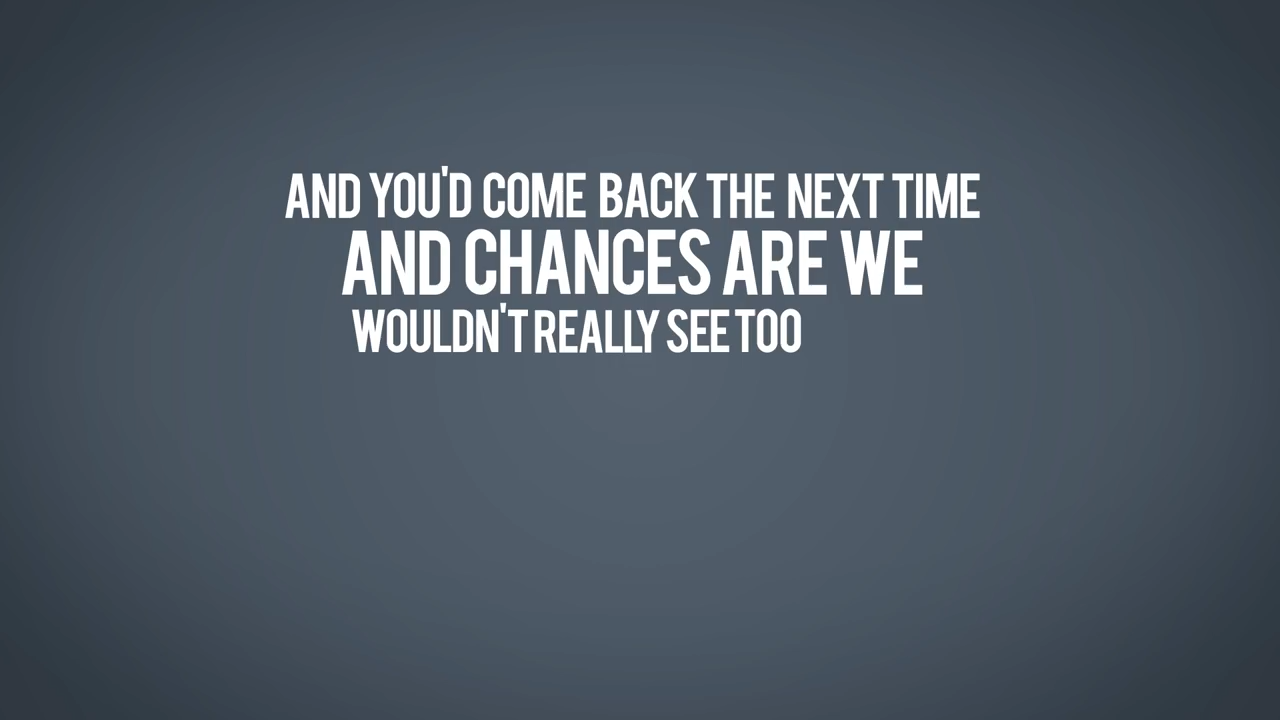 AND YOU'D COME BACK THE NEXT TIME
AND CHANCES ARE WE
WOULDN'T REALLY SEE TOO